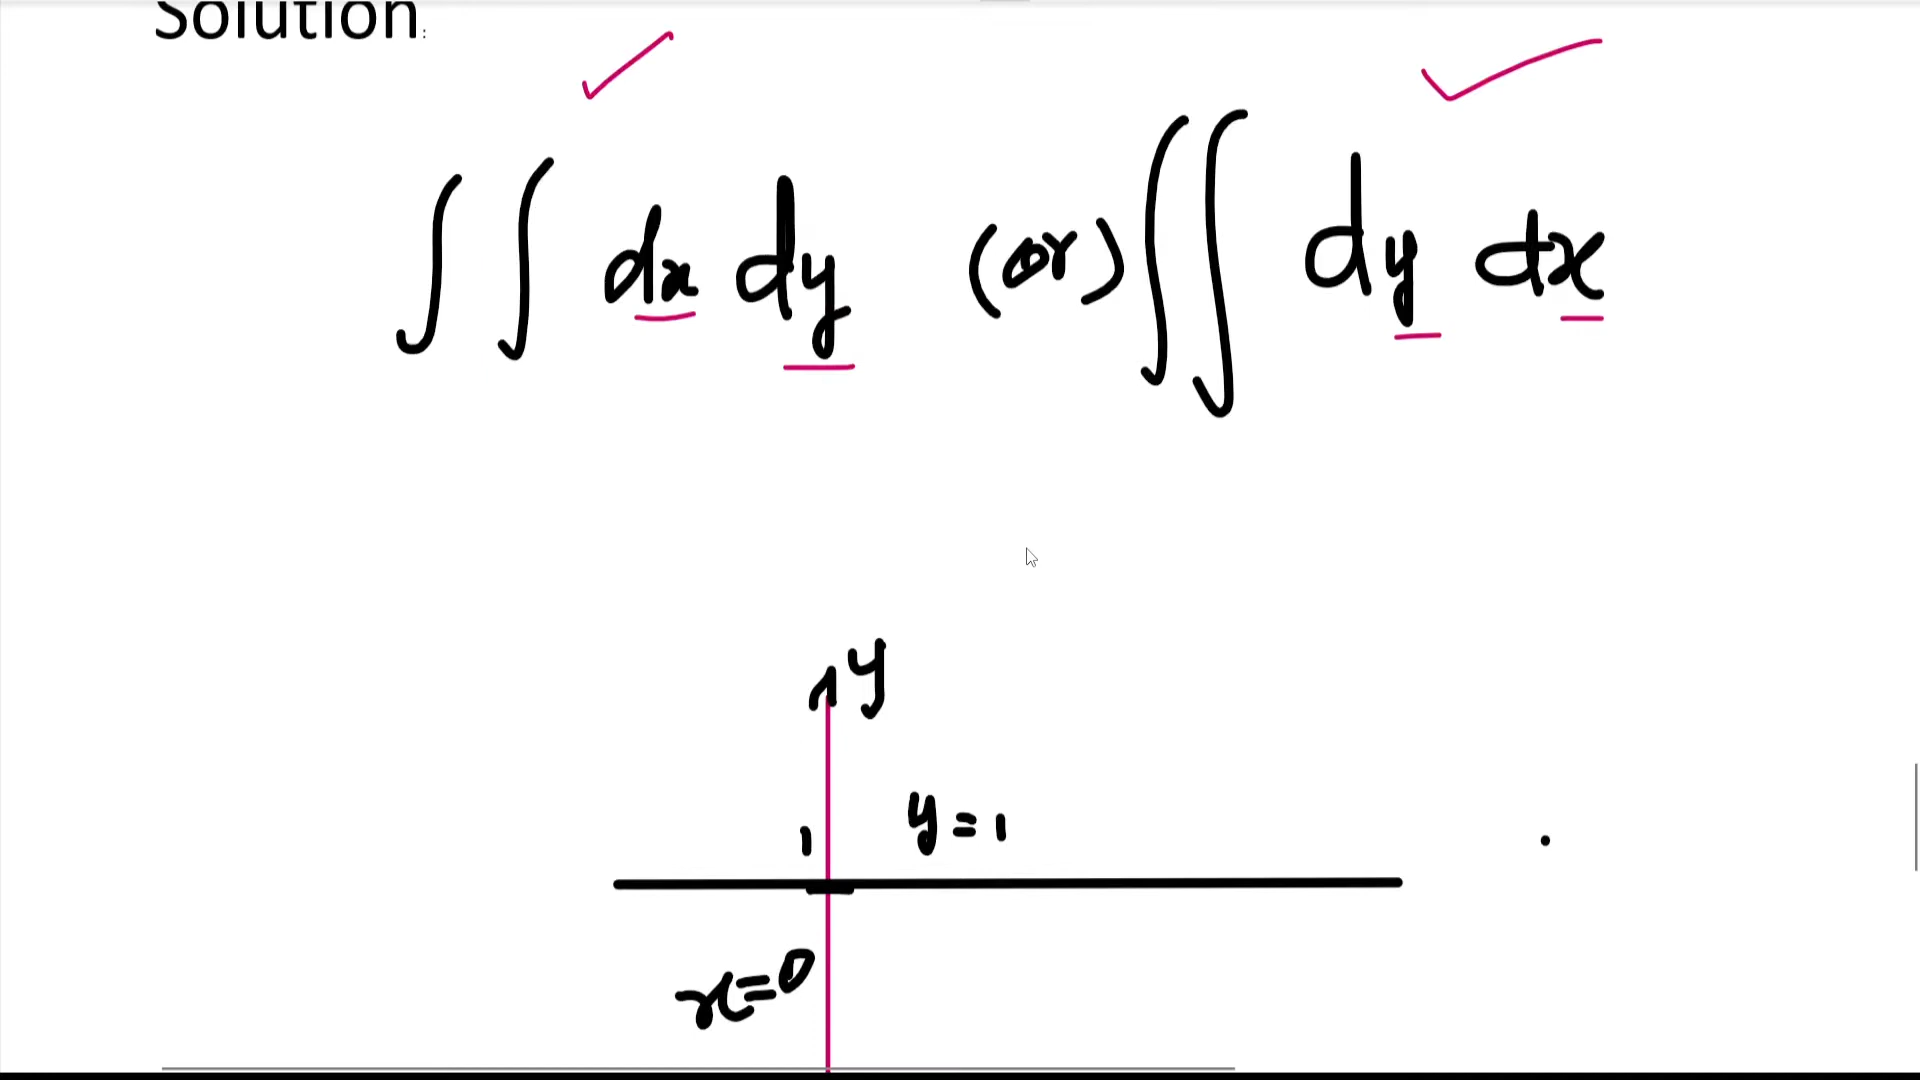 Solution:
∫∫ dx dy (or) ∫∫ dy dx
y
1 y = 1
x=0